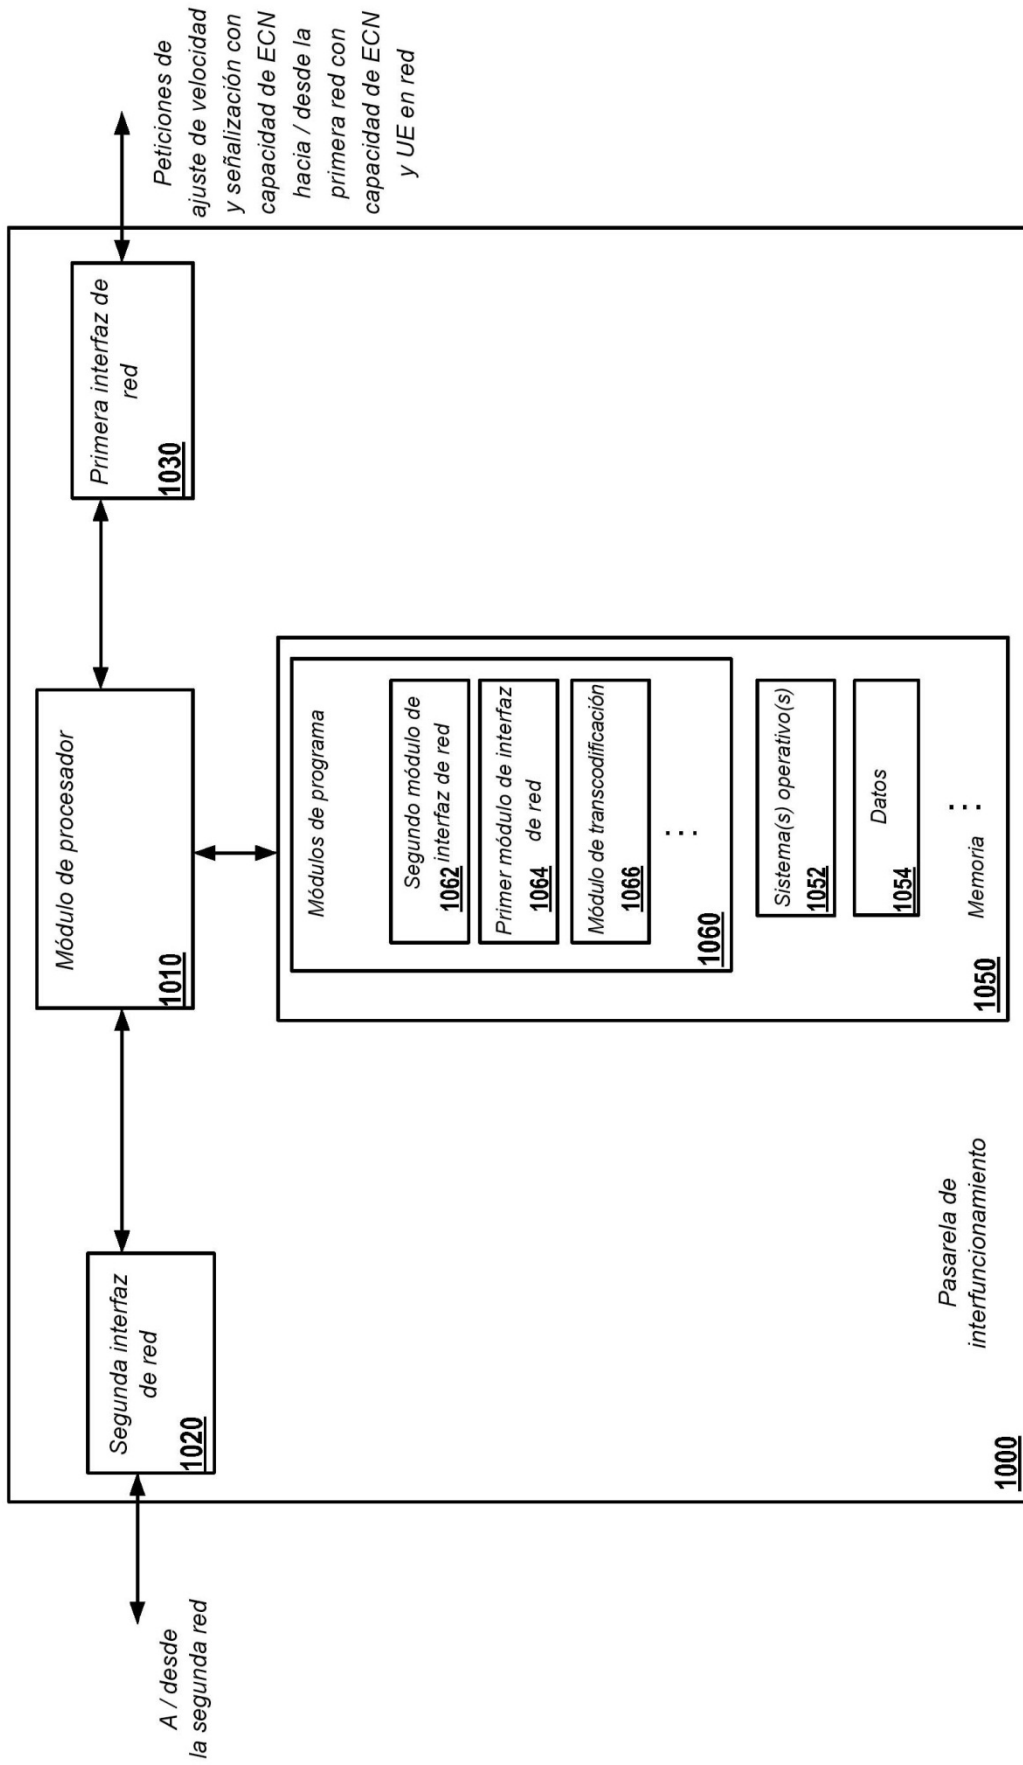 A / desde
la segunda red
Segunda interfaz
de red
1020
Módulo de procesador
1010
Primera interfaz de
red
1030
Peticiones de
ajuste de velocidad
y señalización con
capacidad de ECN
hacia / desde la
primera red con
capacidad de ECN
y UE en red
Módulos de programa
Segundo módulo de
interfaz de red
1062
Primer módulo de interfaz
de red
1064
Módulo de transcodificación
1066
...
1060
Sistema(s) operativo(s)
1052
Datos
1054
...
Memoria
1050
Pasarela de
interfuncionamiento
1000